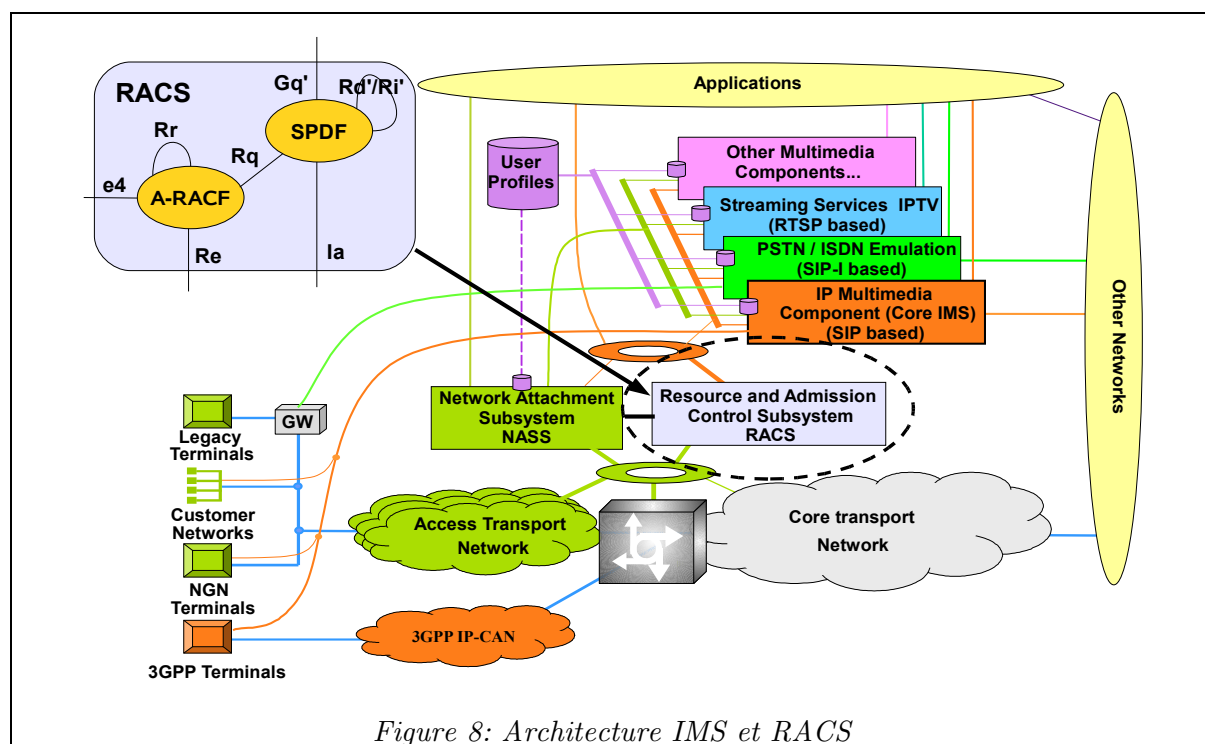 RACS
Gq'
Rd'/Ri'
Rr
SPDF
Rq
e4
A-RACF
Re
Ia
Applications
User
Profiles
Other Multimedia
Components...
Streaming Services IPTV
(RTSP based)
PSTN / ISDN Emulation
(SIP-I based)
IP Multimedia
Component (Core IMS)
(SIP based)
Other Networks
Network Attachment
Subsystem
NASS
Resource and Admission
Control Subsystem
RACS
GW
Legacy
Terminals
Customer
Networks
NGN
Terminals
3GPP Terminals
Access Transport
Network
Core transport
Network
3GPP IP-CAN
Figure 8: Architecture IMS et RACS